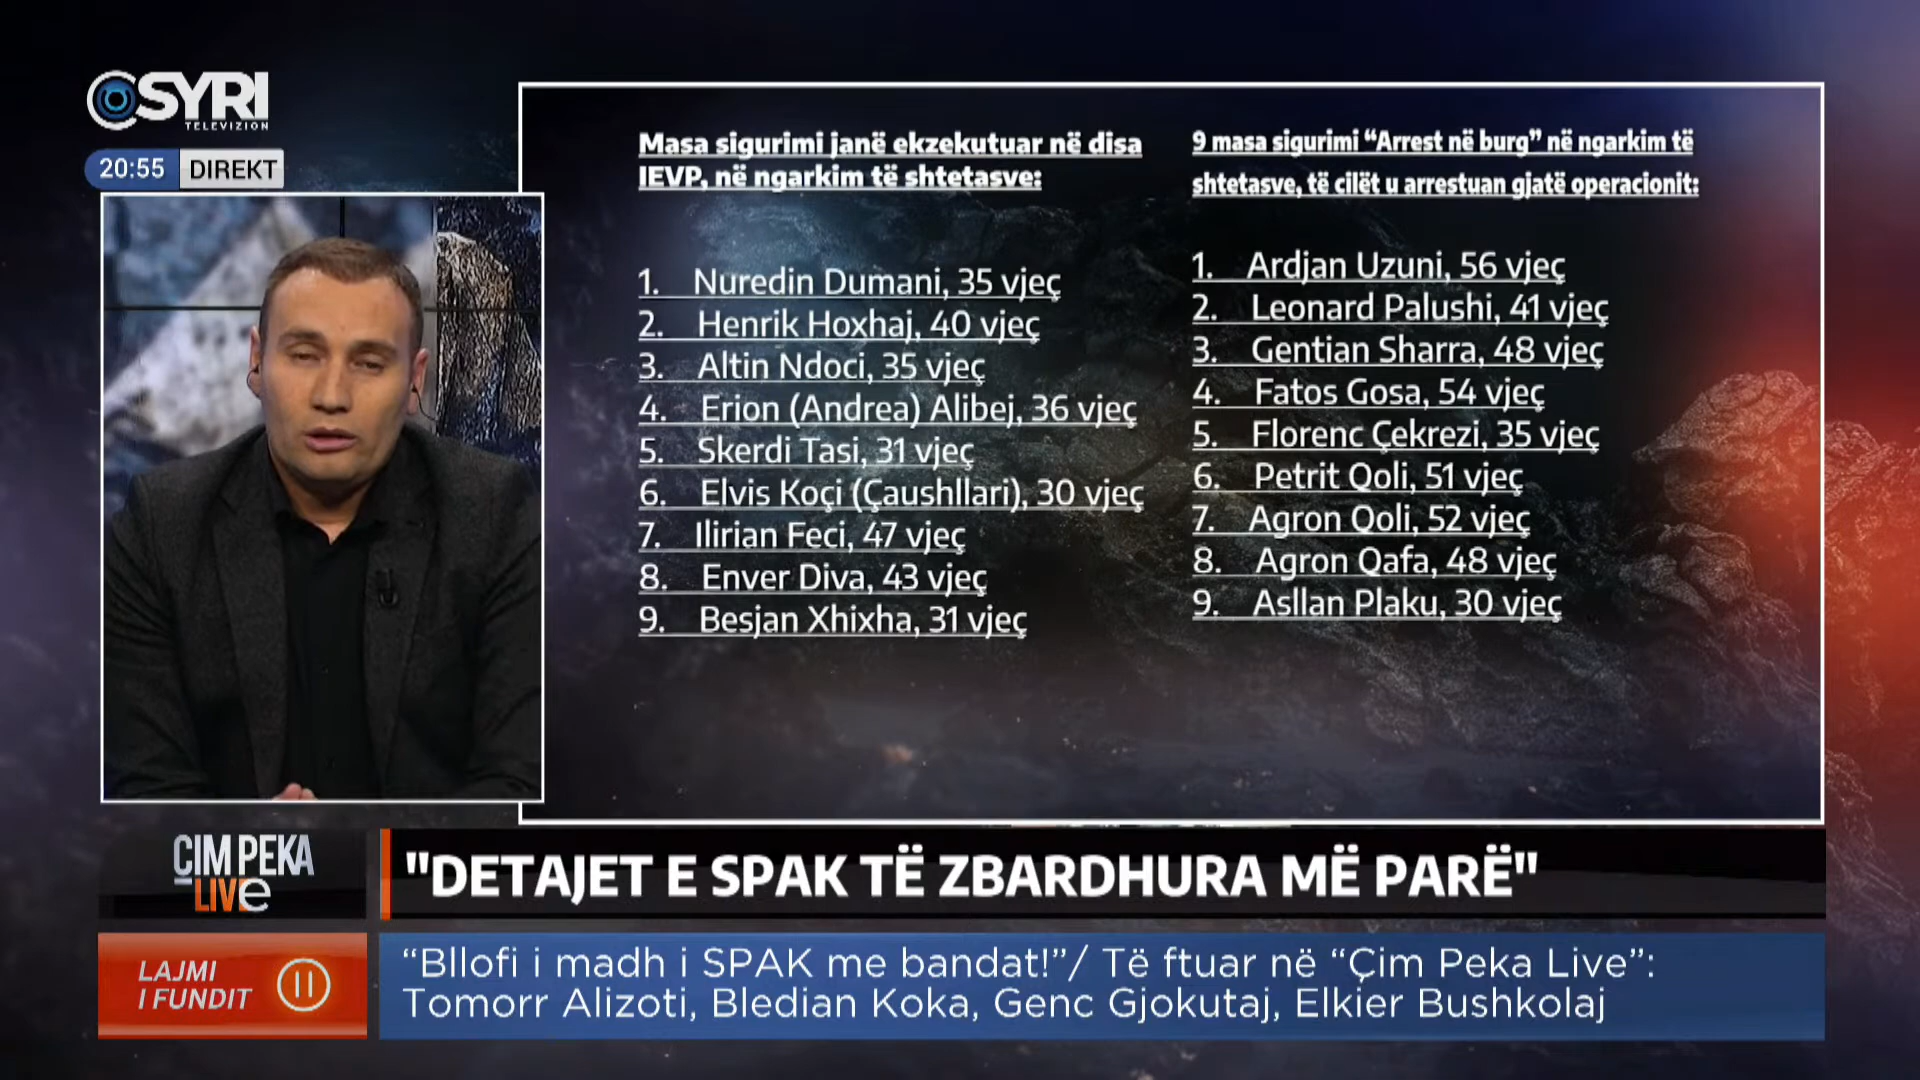 SYRI
TELEVIZION
20:55 DIREKT
Masa sigurimi janë ekzekutuar në disa
IEVP, në ngarkim të shtetasve:
1. Nuredin Dumani, 35 vjeç
2. Henrik Hoxhaj, 40 vjeç
3. Altin Ndoci, 35 vjeç
4. Erion (Andrea) Alibej, 36 vjeç
5. Skerdi Tasi, 31 vjeç
6. Elvis Koçi (Çaushllari), 30 vjeç
7. Ilirian Feci, 47 vjeç
8. Enver Diva, 43 vjeç
9. Besjan Xhixha, 31 vjeç
9 masa sigurimi “Arrest në burg” në ngarkim të
shtetasve, të cilët u arrestuan gjatë operacionit:
1. Ardjan Uzuni, 56 vjeç
2. Leonard Palushi, 41 vjeç
3. Gentian Sharra, 48 vjeç
4. Fatos Gosa, 54 vjeç
5. Florenc Çekrezi, 35 vjeç
6. Petrit Qoli, 51 vjeç
7. Agron Qoli, 52 vjeç
8. Agron Qafa, 48 vjeç
9. Asllan Plaku, 30 vjeç
ÇIM PEKA
LIVE
"DETAJET E SPAK TË ZBARDHURA MË PARË"
LAJMI
I FUNDIT
“Bllofi i madh i SPAK me bandat!”/ Të ftuar në “Çim Peka Live”:
Tomorr Alizoti, Bledian Koka, Genc Gjokutaj, Elkier Bushkolaj